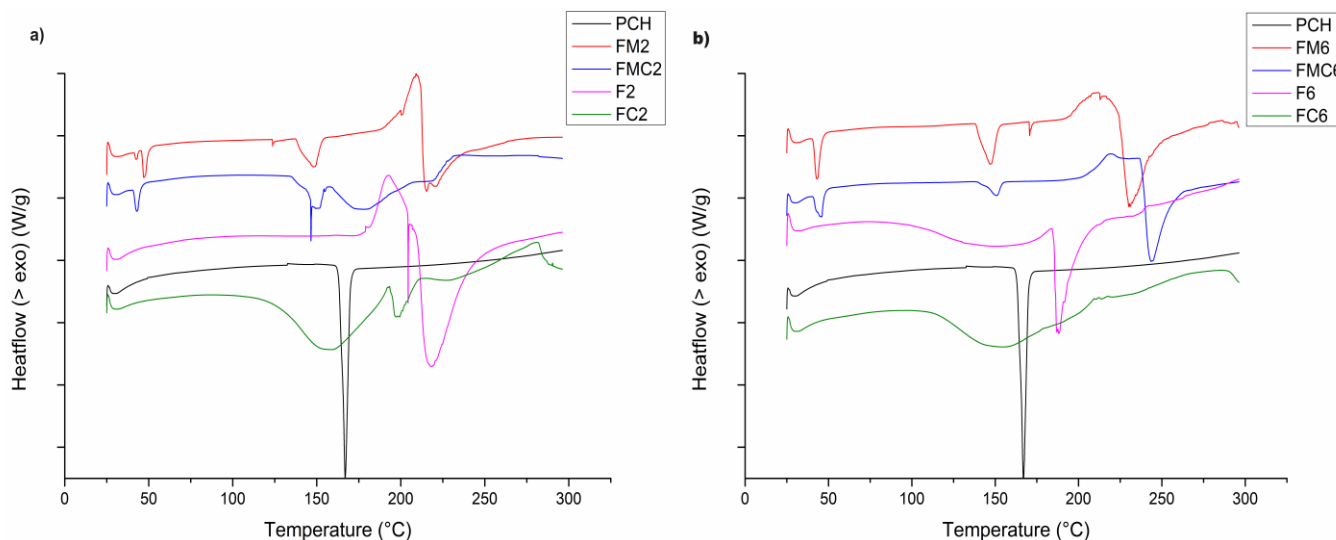 a)
PCH
FM2
FMC2
F2
FC2
Heatflow (> exo) (W/g)
0 50 100 150 200 250 300
Temperature (°C)
b)
PCH
FM6
FMC6
F6
FC6
Heatflow (> exo) (W/g)
0 50 100 150 200 250 300
Temperature (°C)